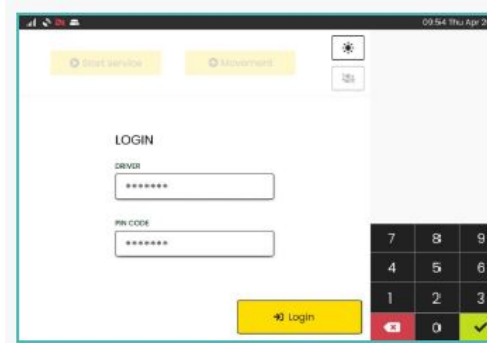 09:54 Thu Apr 2
Start service
Movement
LOGIN
DRIVER
*******
PIN CODE
*******
7 8 9
4 5 6
1 2 3
0
Login